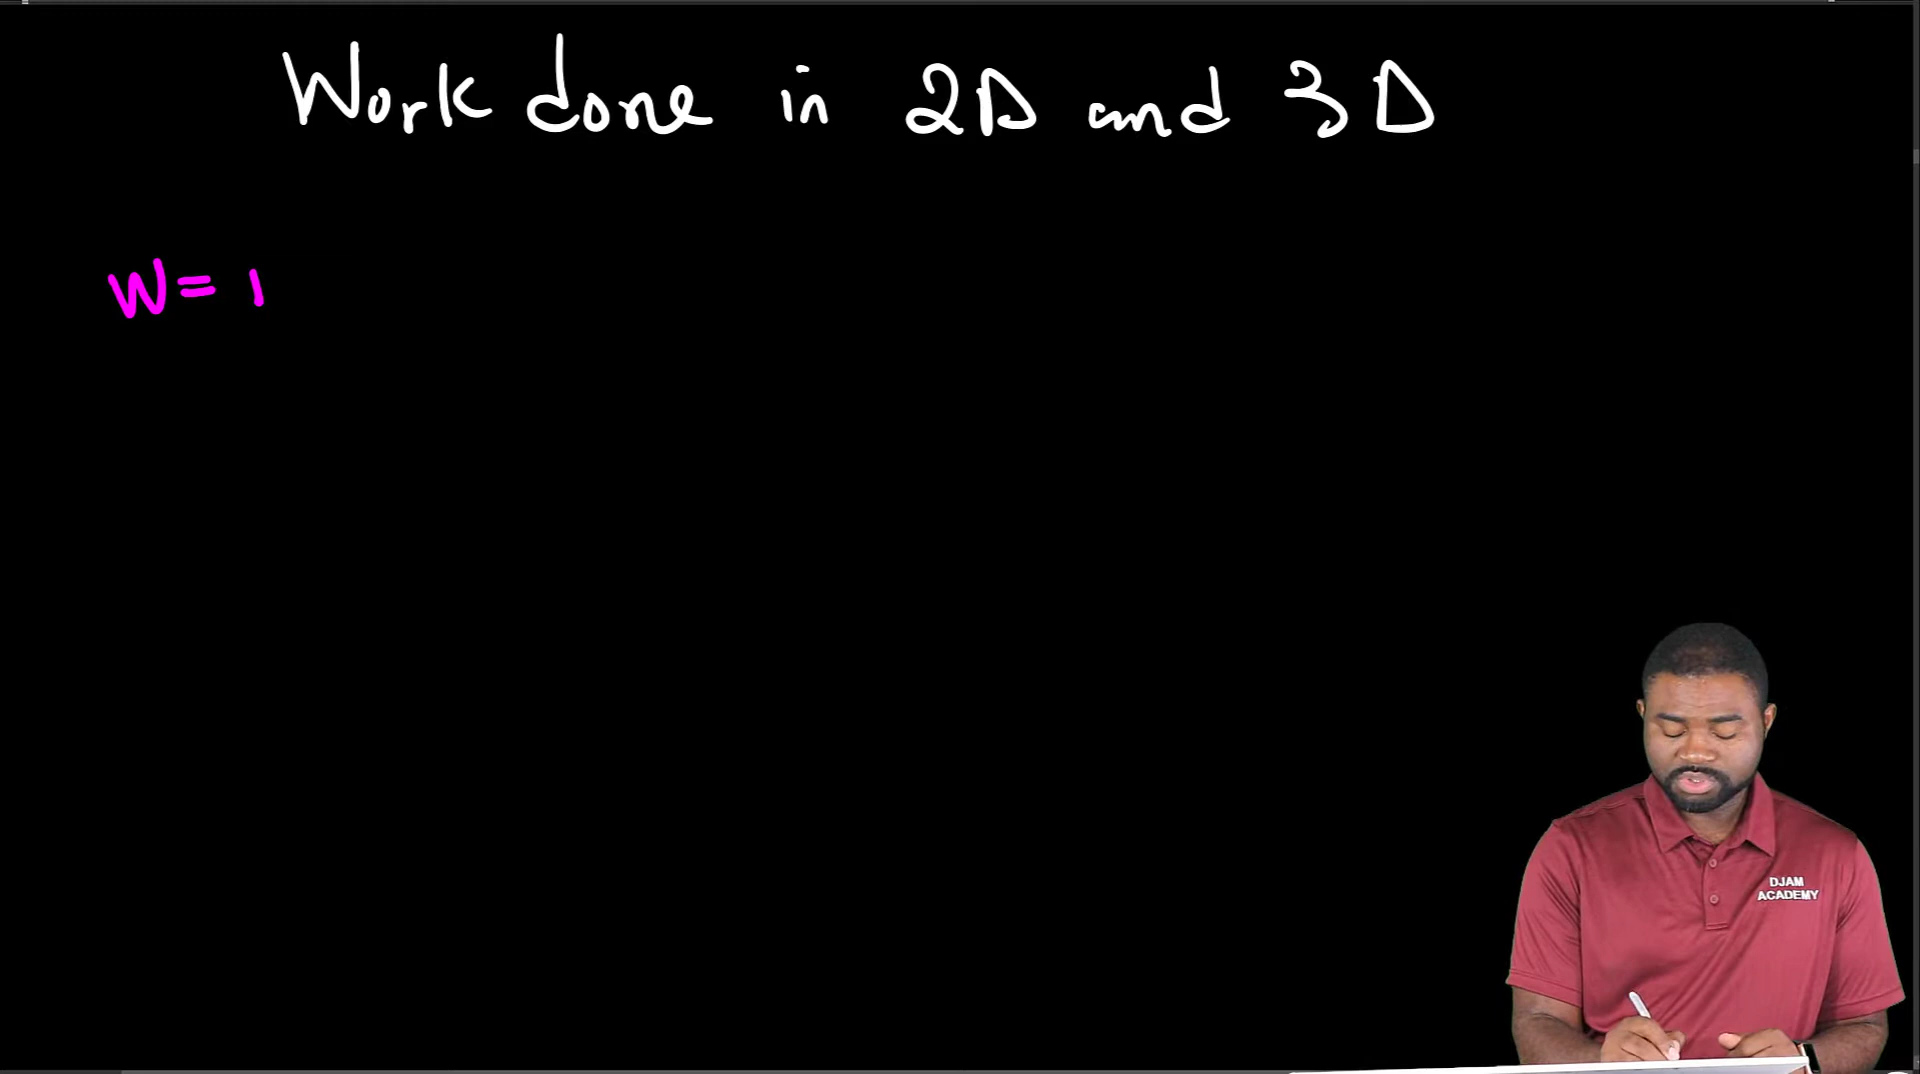 Work done in 2D and 3D
W = 1
DJAM
ACADEMY